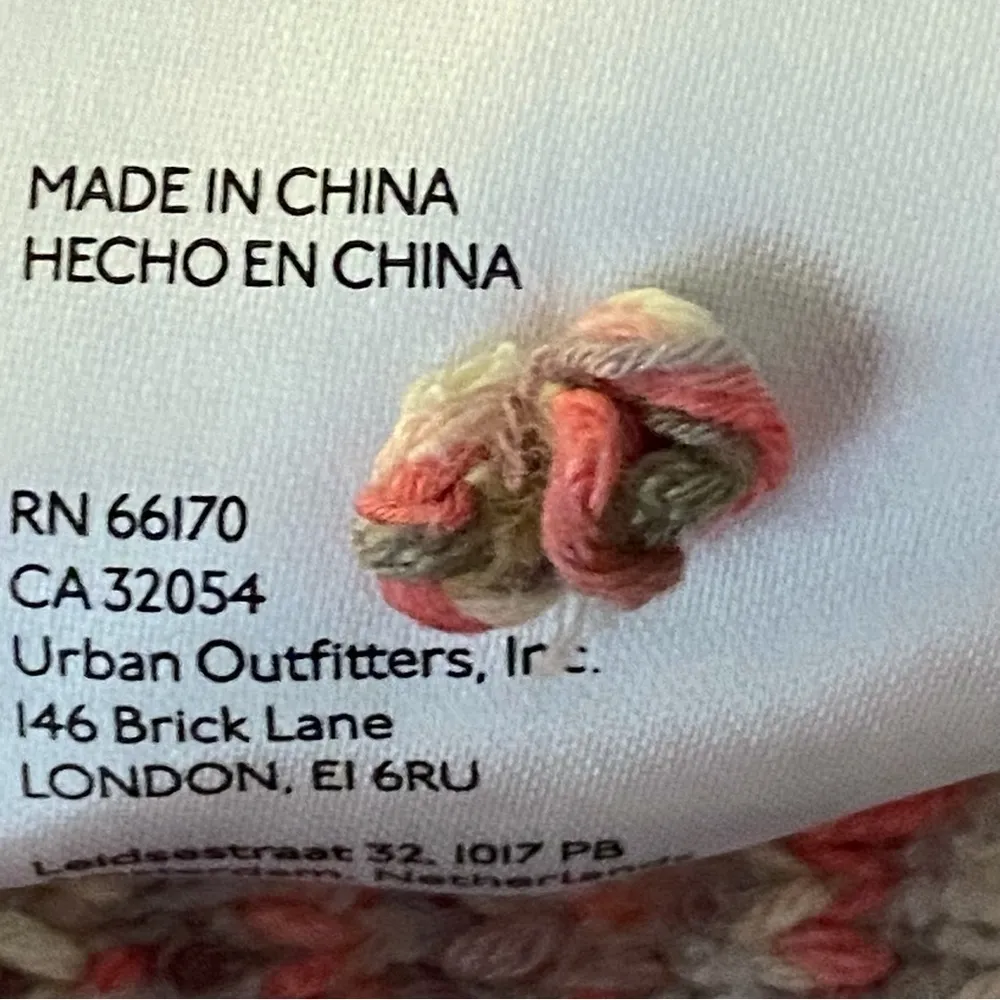 MADE IN CHINA
HECHO EN CHINA
RN 66170
CA 32054
Urban Outfitters,
146 Brick Lane
LONDON, E1 6RU
Leidsestraat 32, 1017 PB